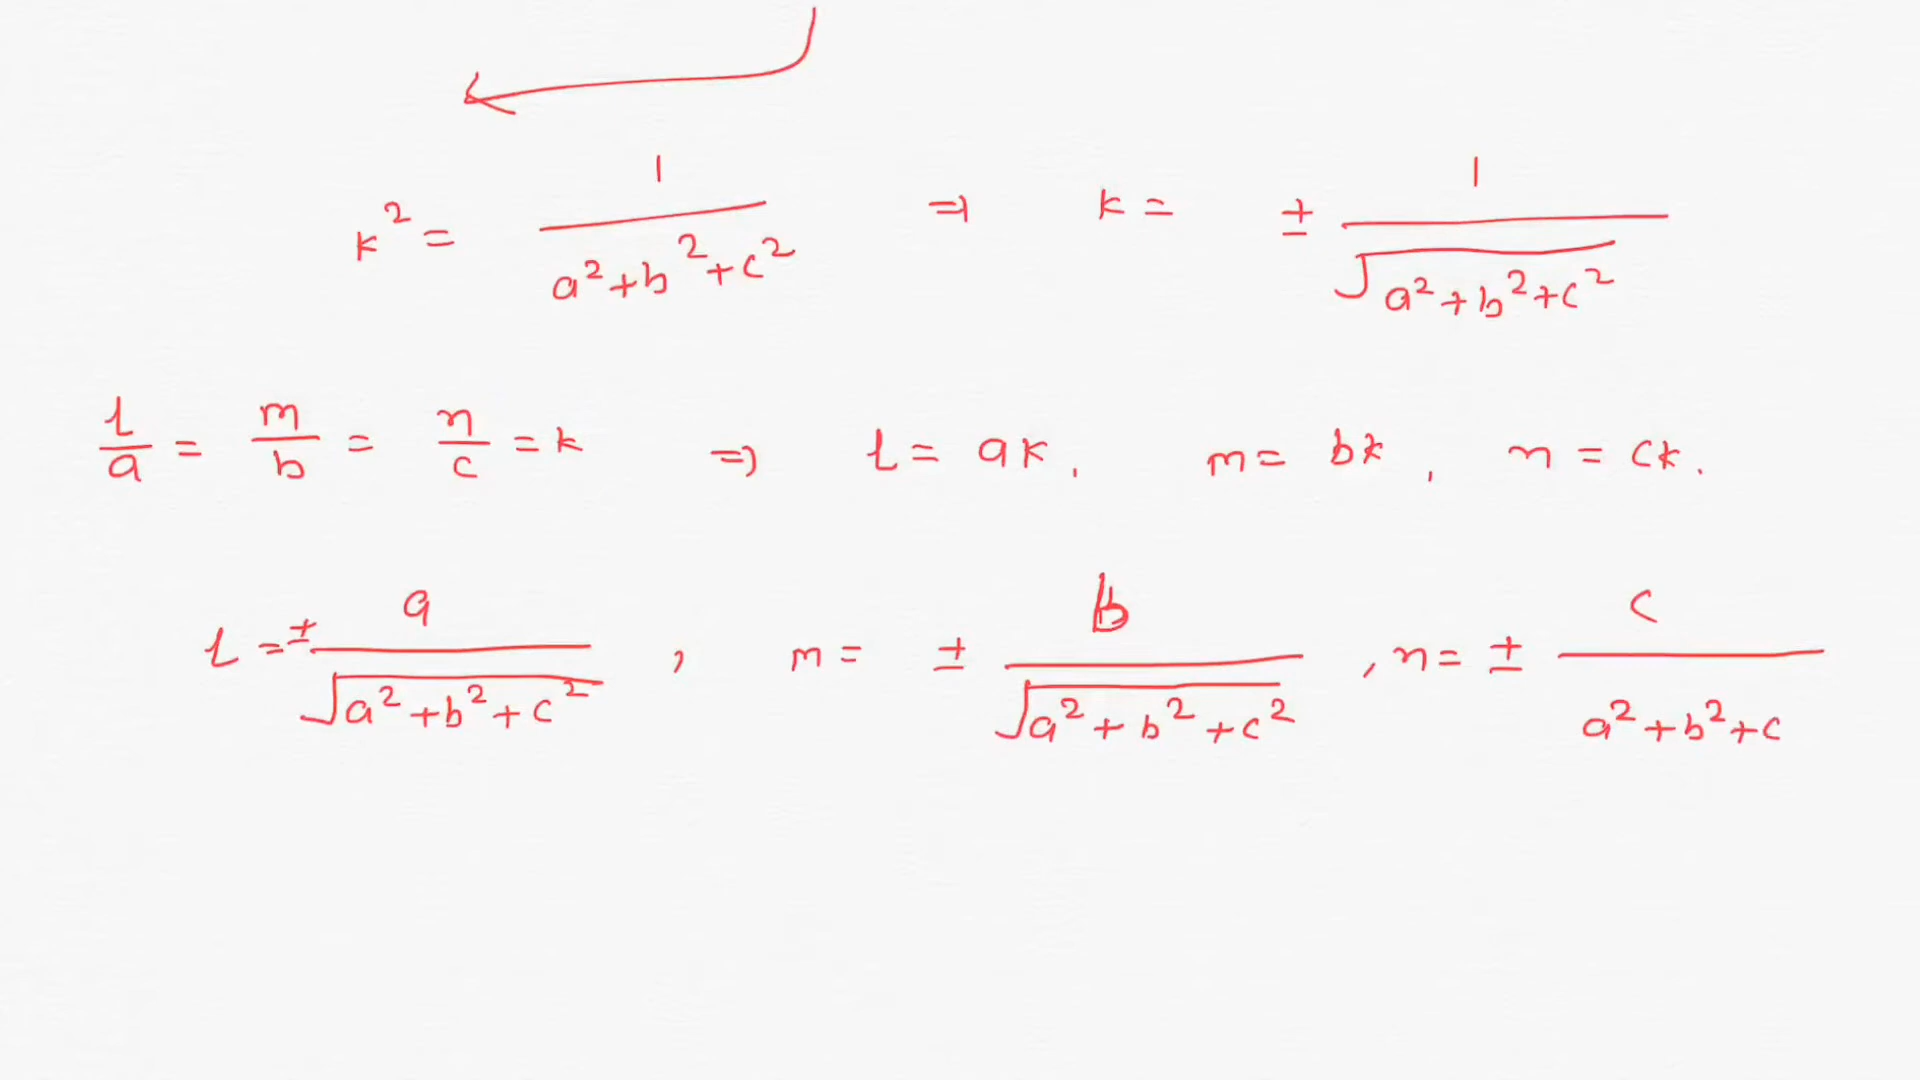 k² = 1/(a²+b²+c²) ⇒ k = ± 1/√(a²+b²+c²)
l/a = m/b = n/c = k ⇒ l = ak, m = bk, n = ck.
l = ± a/√(a²+b²+c²), m = ± b/√(a²+b²+c²), n = ± c/(a²+b²+c